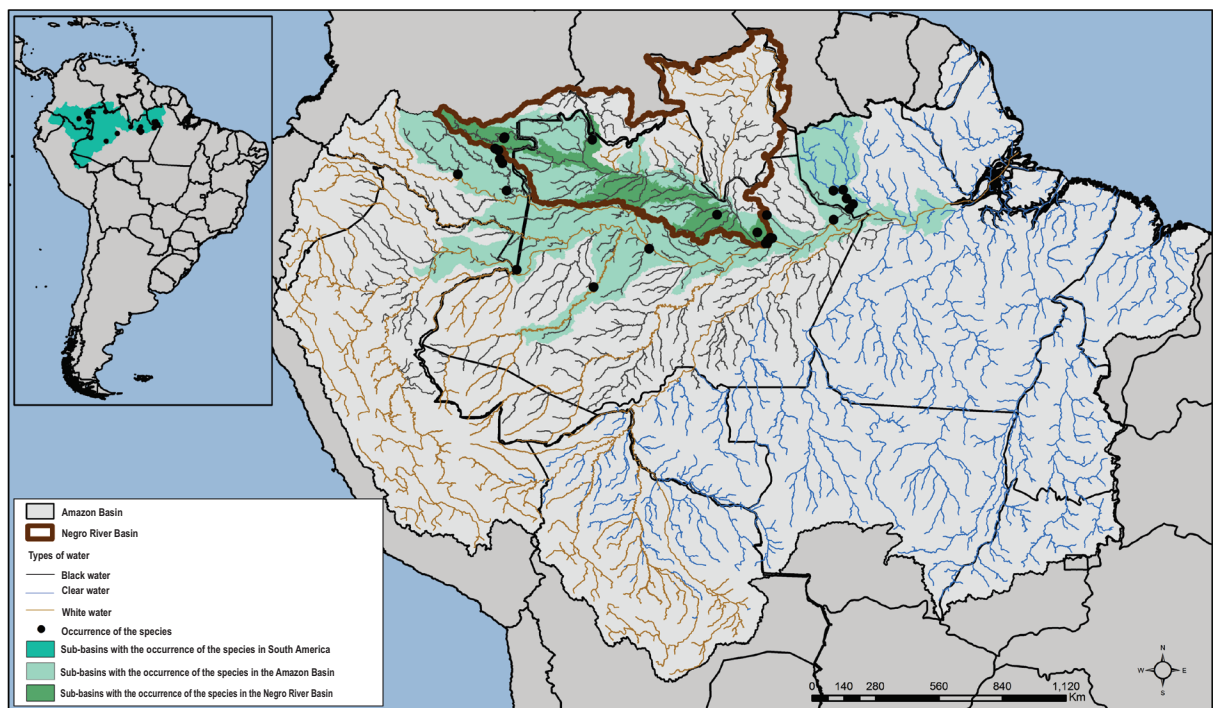 Amazon Basin
Negro River Basin
Types of water
Black water
Clear water
White water
Occurrence of the species
Sub-basins with the occurrence of the species in South America
Sub-basins with the occurrence of the species in the Amazon Basin
Sub-basins with the occurrence of the species in the Negro River Basin
N
W E
S
0 140 280 560 840 1,120
Km